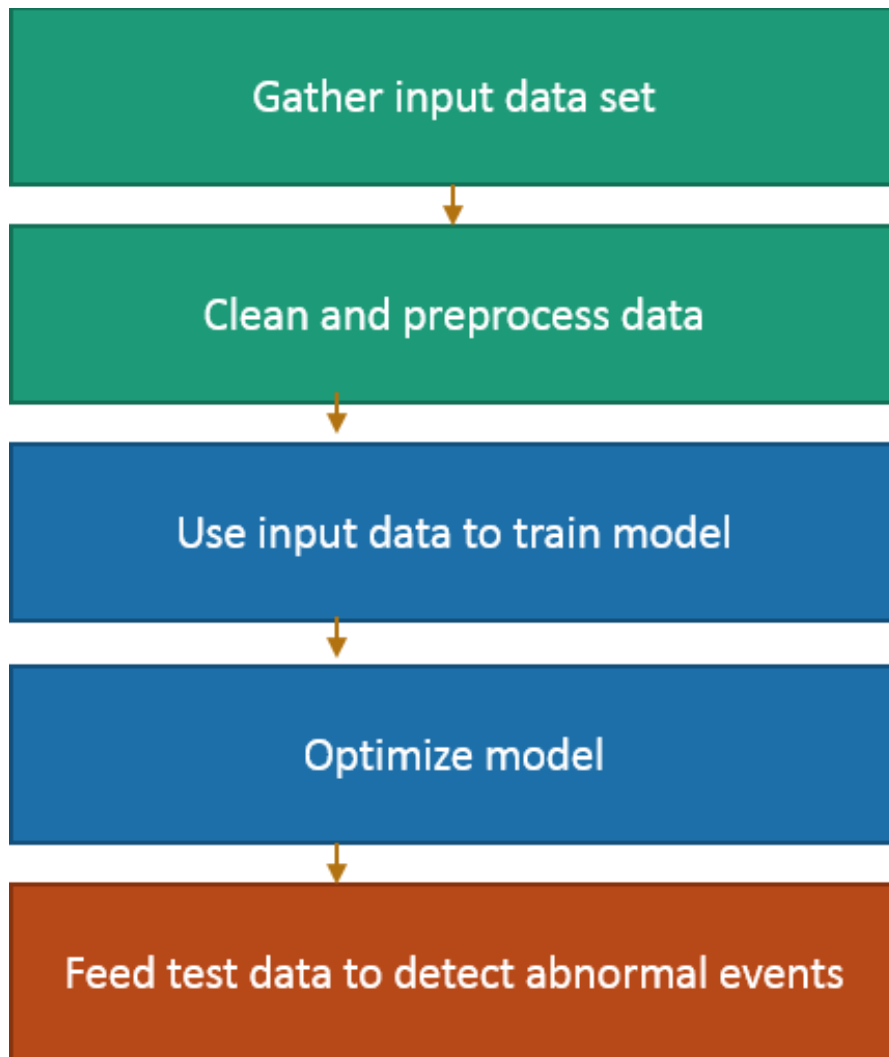 Gather input data set
Clean and preprocess data
Use input data to train model
Optimize model
Feed test data to detect abnormal events